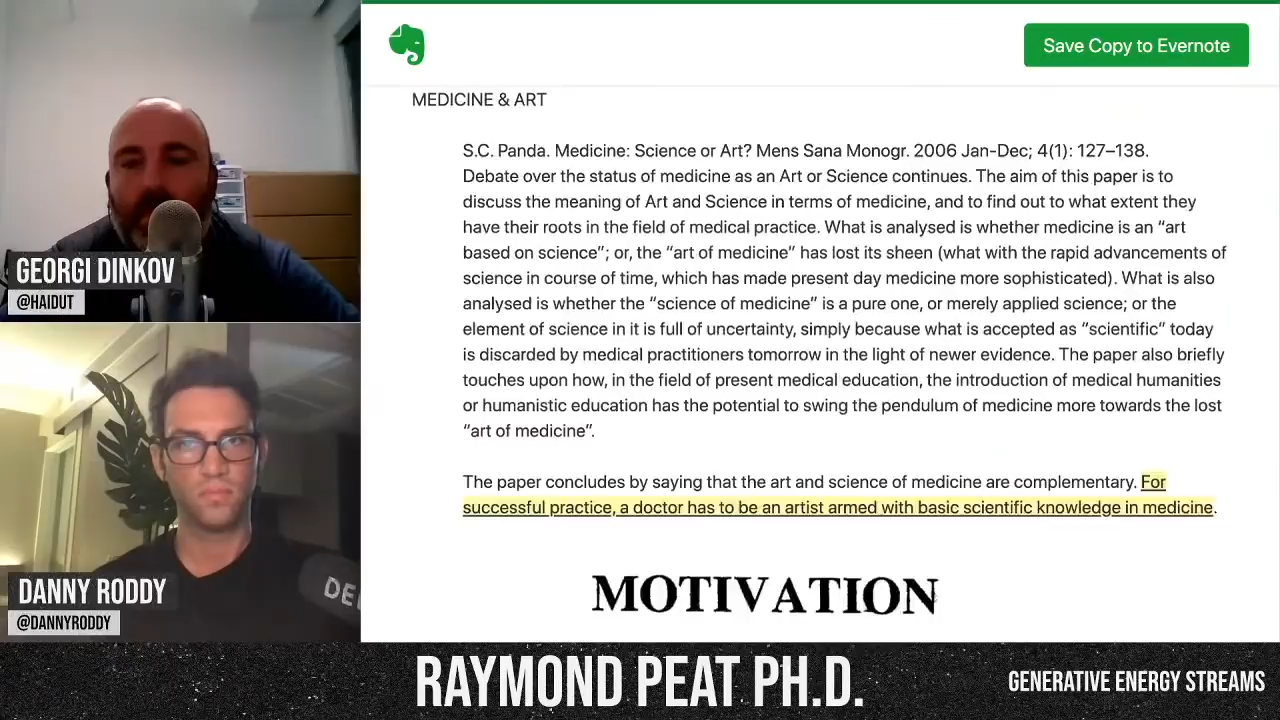 Save Copy to Evernote
MEDICINE & ART
S.C. Panda. Medicine: Science or Art? Mens Sana Monogr. 2006 Jan-Dec; 4(1): 127–138.
Debate over the status of medicine as an Art or Science continues. The aim of this paper is to
discuss the meaning of Art and Science in terms of medicine, and to find out to what extent they
have their roots in the field of medical practice. What is analysed is whether medicine is an “art
based on science”; or, the “art of medicine” has lost its sheen (what with the rapid advancements of
science in course of time, which has made present day medicine more sophisticated). What is also
analysed is whether the “science of medicine” is a pure one, or merely applied science; or the
element of science in it is full of uncertainty, simply because what is accepted as “scientific” today
is discarded by medical practitioners tomorrow in the light of newer evidence. The paper also briefly
touches upon how, in the field of present medical education, the introduction of medical humanities
or humanistic education has the potential to swing the pendulum of medicine more towards the lost
“art of medicine”.
The paper concludes by saying that the art and science of medicine are complementary. For
successful practice, a doctor has to be an artist armed with basic scientific knowledge in medicine.
MOTIVATION
GEORGI DINKOV
@HAIDUT
DANNY RODDY
@DANNYRODDY
RAYMOND PEAT PH.D.
GENERATIVE ENERGY STREAMS